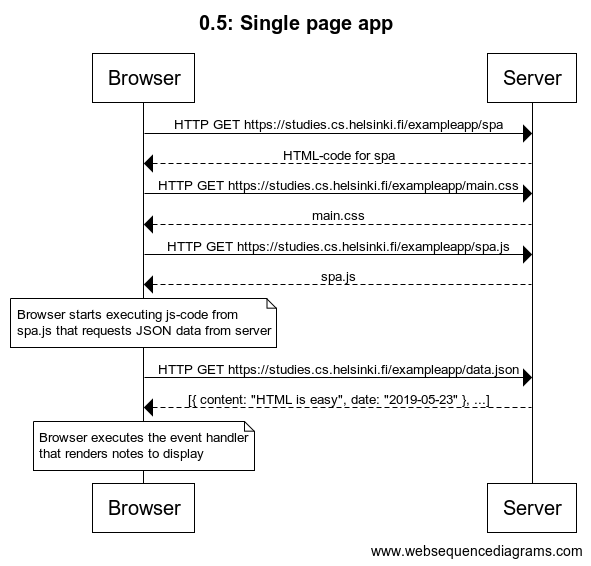 0.5: Single page app
Browser
Server
HTTP GET https://studies.cs.helsinki.fi/exampleapp/spa
HTML-code for spa
HTTP GET https://studies.cs.helsinki.fi/exampleapp/main.css
main.css
HTTP GET https://studies.cs.helsinki.fi/exampleapp/spa.js
spa.js
Browser starts executing js-code from
spa.js that requests JSON data from server
HTTP GET https://studies.cs.helsinki.fi/exampleapp/data.json
[{ content: "HTML is easy", date: "2019-05-23" }, ...]
Browser executes the event handler
that renders notes to display
Browser
Server
www.websequencediagrams.com